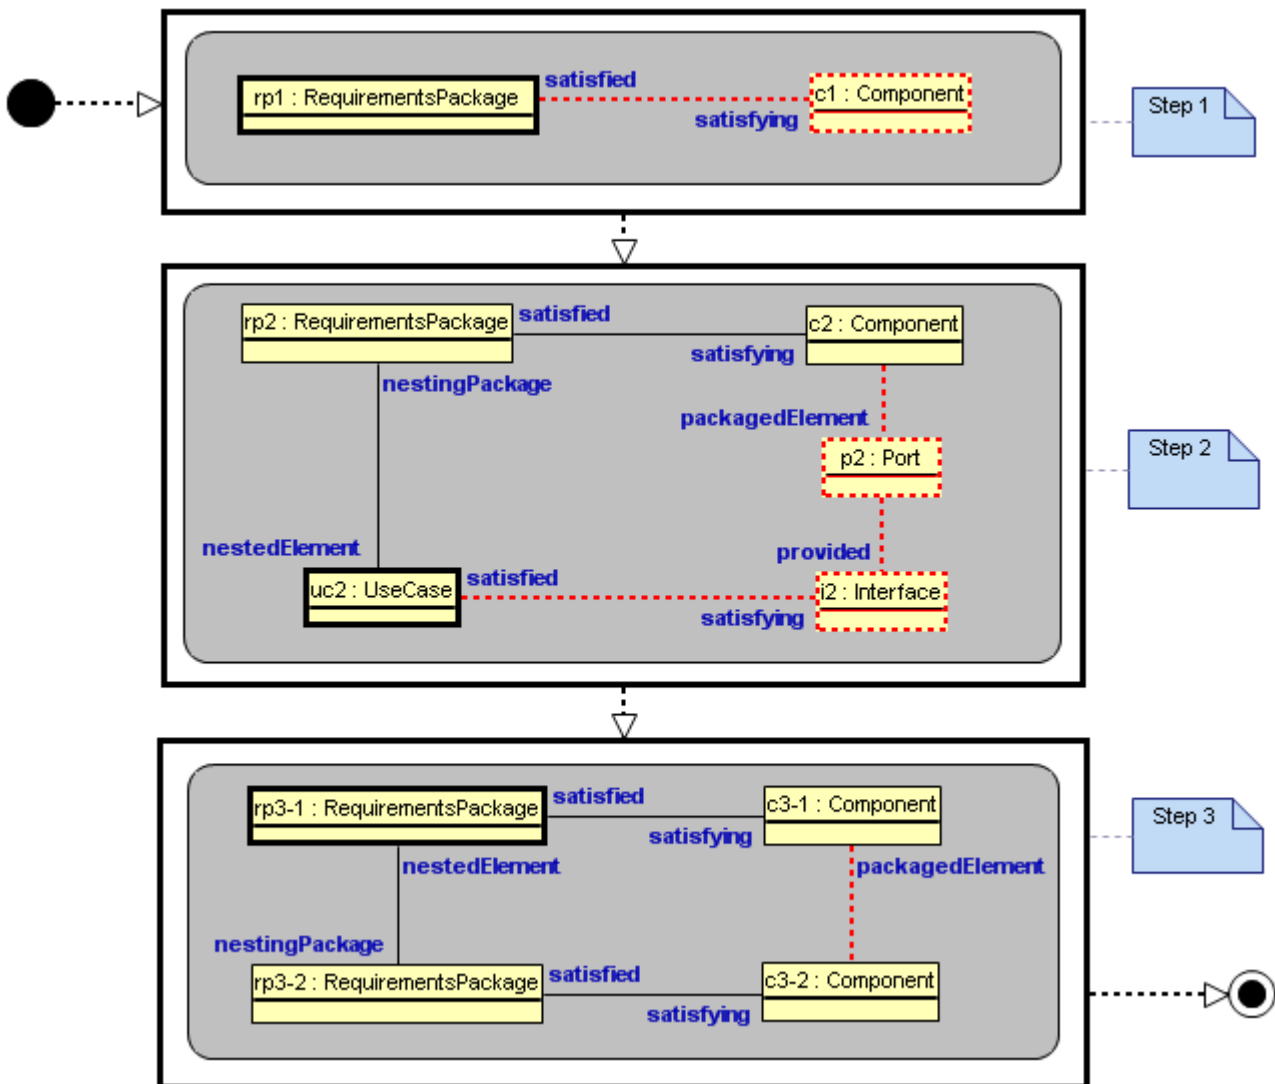 satisfied
rp1 : RequirementsPackage
c1 : Component
satisfying
Step 1
rp2 : RequirementsPackage
satisfied
c2 : Component
satisfying
nestingPackage
packagedElement
p2 : Port
Step 2
nestedElement
provided
uc2 : UseCase
satisfied
i2 : Interface
satisfying
rp3-1 : RequirementsPackage
satisfied
c3-1 : Component
satisfying
Step 3
nestedElement
packagedElement
nestingPackage
rp3-2 : RequirementsPackage
satisfied
c3-2 : Component
satisfying